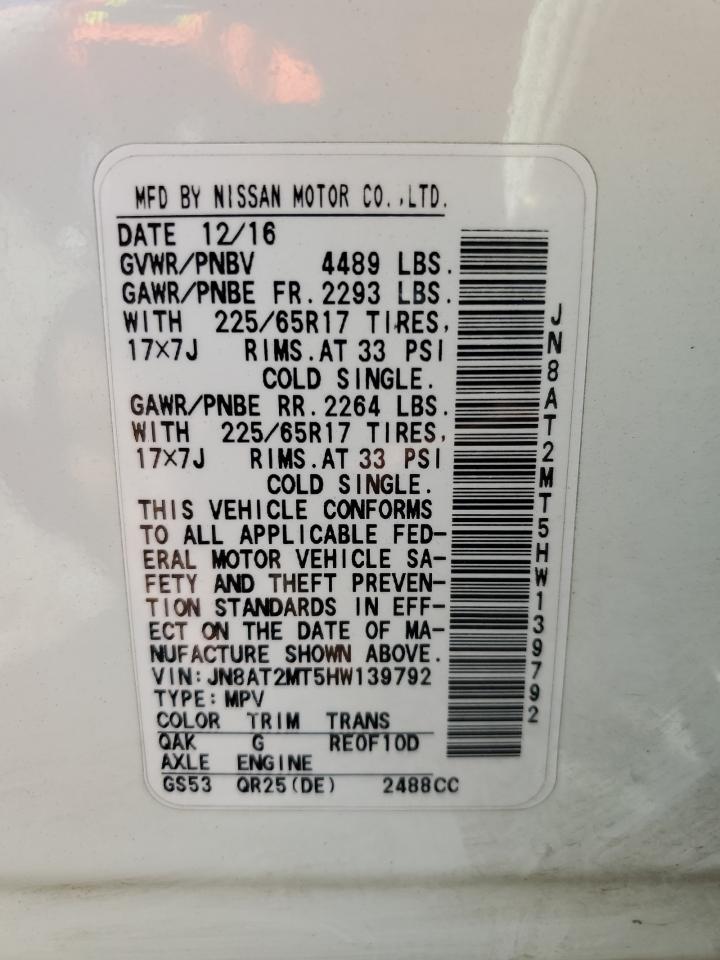 MFD BY NISSAN MOTOR CO.,LTD.
DATE 12/16
GVWR/PNBV 4489 LBS.
GAWR/PNBE FR. 2293 LBS.
WITH 225/65R17 TIRES,
17×7J RIMS. AT 33 PSI
COLD SINGLE.
GAWR/PNBE RR. 2264 LBS.
WITH 225/65R17 TIRES,
17×7J RIMS. AT 33 PSI
COLD SINGLE.
THIS VEHICLE CONFORMS
TO ALL APPLICABLE FED-
ERAL MOTOR VEHICLE SA-
FETY AND THEFT PREVEN-
TION STANDARDS IN EFF-
ECT ON THE DATE OF MA-
NUFACTURE SHOWN ABOVE.
VIN: JN8AT2MT5HW139792
TYPE: MPV
COLOR TRIM TRANS
QAK G RE0F10D
AXLE ENGINE
GS53 QR25(DE) 2488CC
JN8AT2MT5HW139792